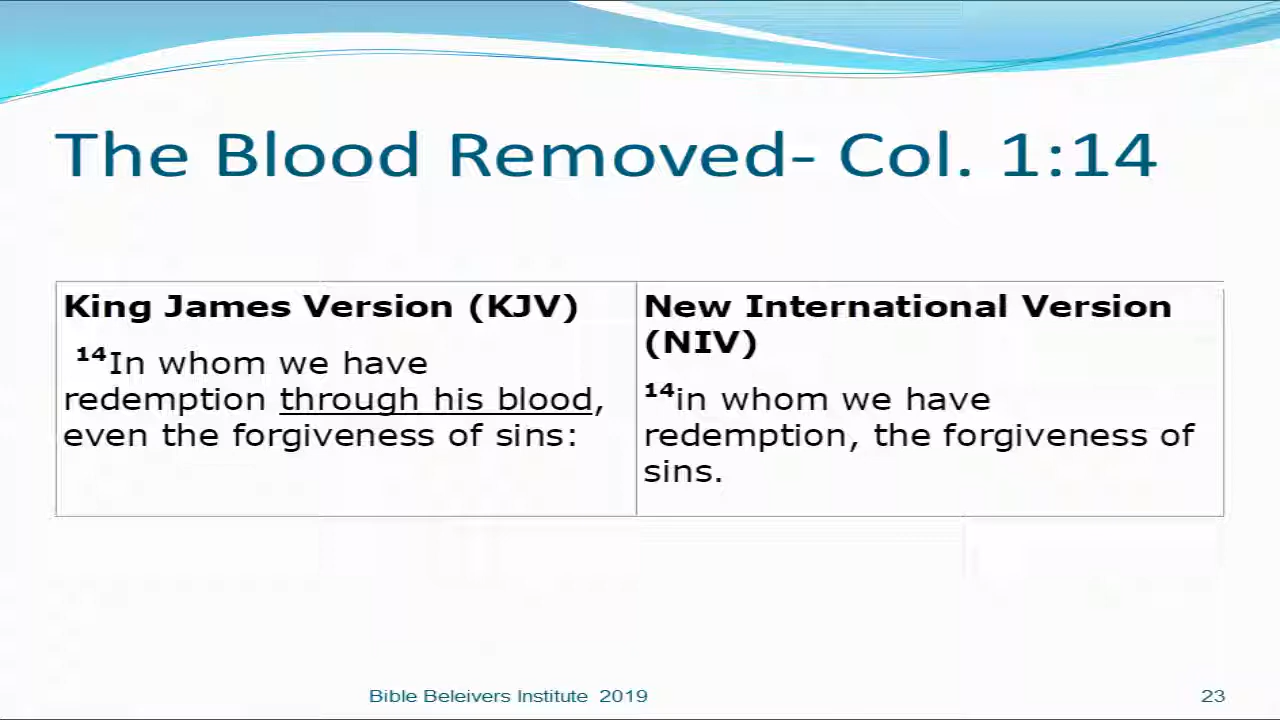 The Blood Removed- Col. 1:14
King James Version (KJV)
14In whom we have
redemption through his blood,
even the forgiveness of sins:
New International Version
(NIV)
14in whom we have
redemption, the forgiveness of
sins.
Bible Beleivers Institute 2019
23